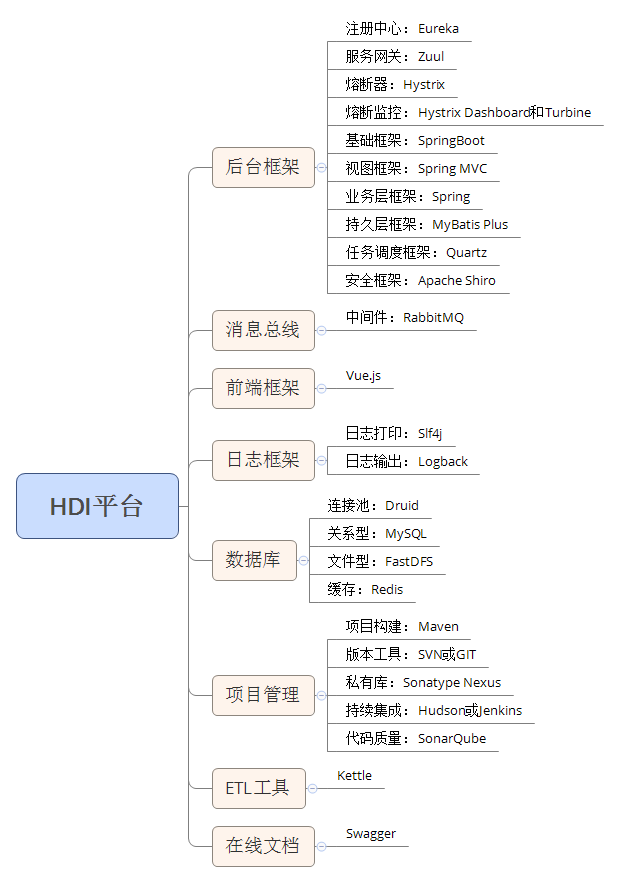 HDI平台
后台框架
注册中心：Eureka
服务网关：Zuul
熔断器：Hystrix
熔断监控：Hystrix Dashboard和Turbine
基础框架：SpringBoot
视图框架：Spring MVC
业务层框架：Spring
持久层框架：MyBatis Plus
任务调度框架：Quartz
安全框架：Apache Shiro
消息总线
中间件：RabbitMQ
前端框架
Vue.js
日志框架
日志打印：Slf4j
日志输出：Logback
数据库
连接池：Druid
关系型：MySQL
文件型：FastDFS
缓存：Redis
项目管理
项目构建：Maven
版本工具：SVN或GIT
私有库：Sonatype Nexus
持续集成：Hudson或Jenkins
代码质量：SonarQube
ETL工具
Kettle
在线文档
Swagger